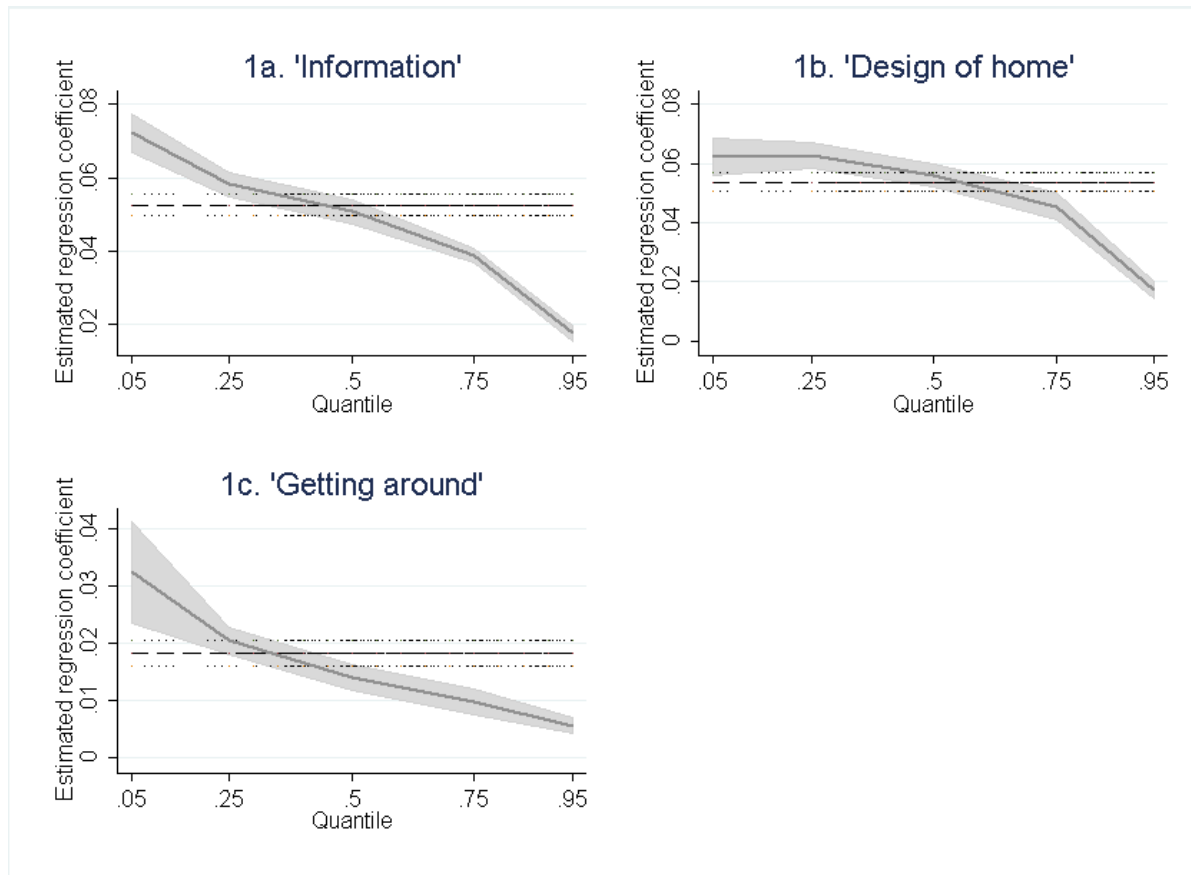 1a. 'Information'
Estimated regression coefficient
.08
.06
.04
.02
.05 .25 .5 .75 .95
Quantile
1b. 'Design of home'
Estimated regression coefficient
.08
.06
.04
.02
0
.05 .25 .5 .75 .95
Quantile
1c. 'Getting around'
Estimated regression coefficient
.04
.03
.02
.01
0
.05 .25 .5 .75 .95
Quantile